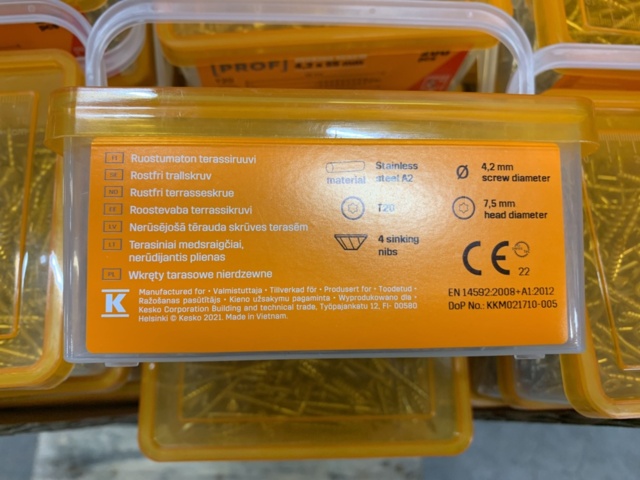 [PROF] 4,2 x 55 mm
FI Ruostumaton terassiruuvi
SE Rostfri trallskruv
NO Rustfri terrasseskrue
EE Roostevaba terrassikruvi
LV Nerūsējošā tērauda skrūves terasēm
LT Terasiniai medsraigčiai,
nerūdijantis plienas
PL Wkręty tarasowe nierdzewne
material
Stainless
steel A2
T20
4 sinking
nibs
4,2 mm
screw diameter
7,5 mm
head diameter
CE
22
EN 14592:2008+A1:2012
DoP No.: KKM021710-005
K
Manufactured for • Valmistuttaja • Tillverkad för • Produsert for • Toodetud •
Ražošanas pasūtītājs • Kieno užsakymu pagaminta • Wyprodukowano dla •
Kesko Corporation Building and technical trade, Työpajankatu 12, FI- 00580
Helsinki © Kesko 2021. Made in Vietnam.